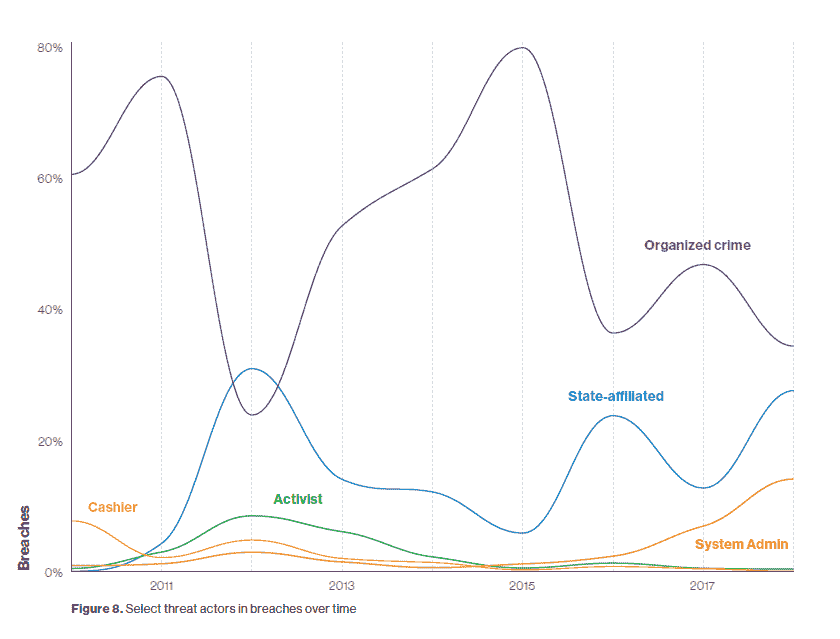 80%
60%
Organized crime
40%
State-affiliated
20%
Cashier
Activist
System Admin
Breaches
0%
2011
2013
2015
2017
Figure 8. Select threat actors in breaches over time